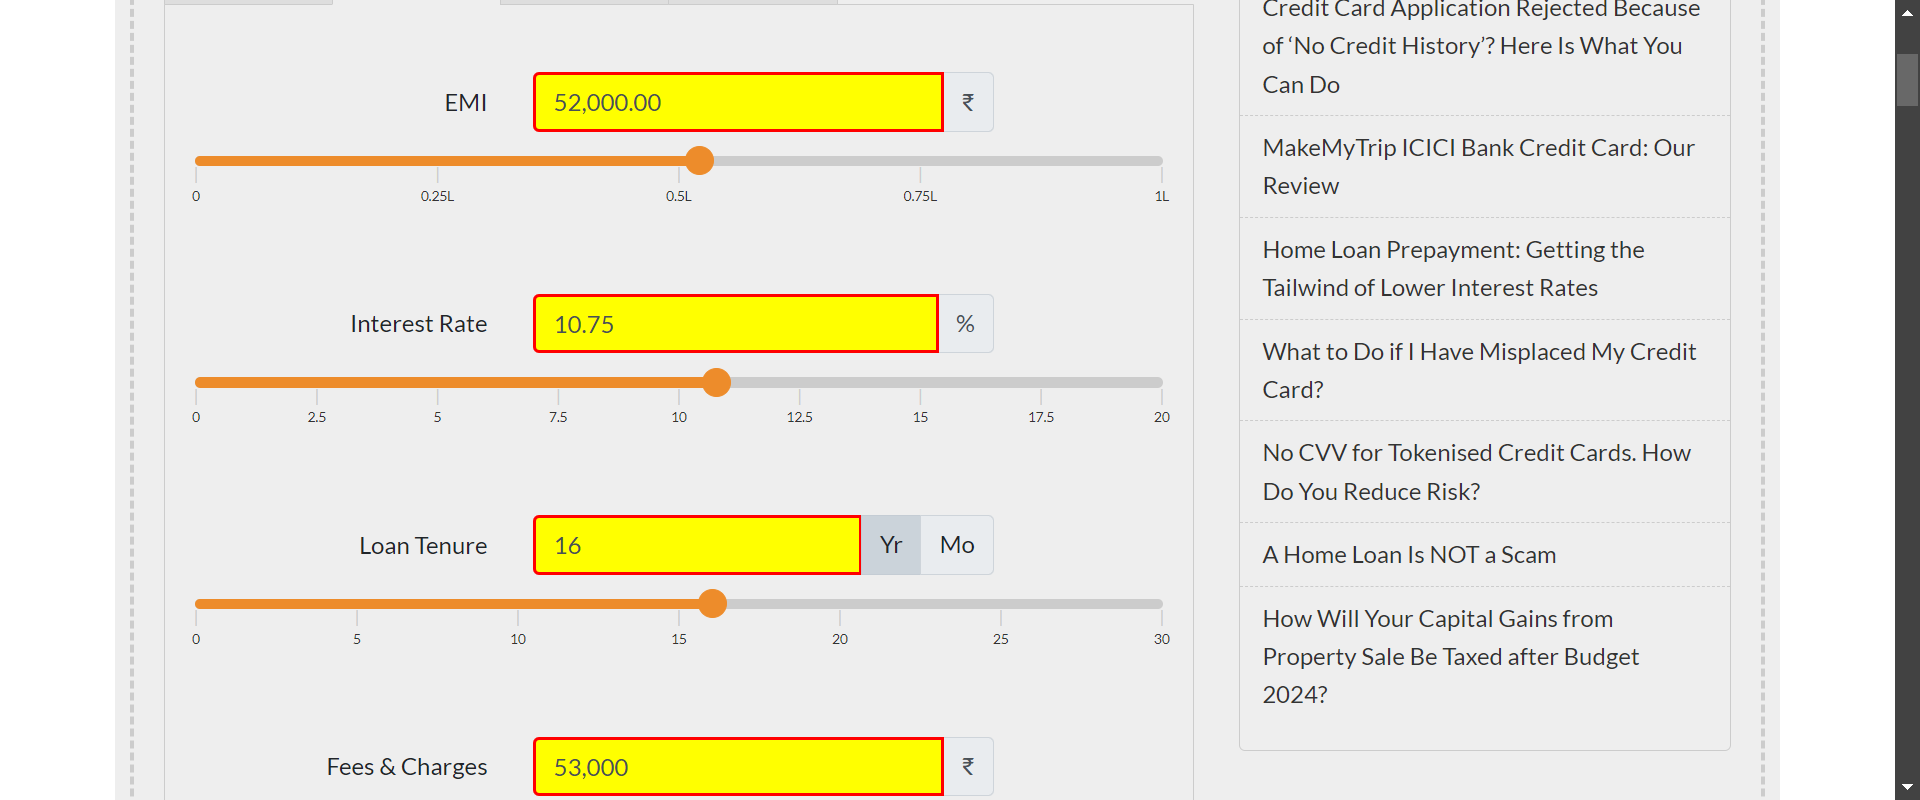 EMI
52,000.00
₹
0 0.25L 0.5L 0.75L 1L
Interest Rate
10.75
%
0 2.5 5 7.5 10 12.5 15 17.5 20
Loan Tenure
16
Yr
Mo
0 5 10 15 20 25 30
Fees & Charges
53,000
₹
Credit Card Application Rejected Because
of ‘No Credit History’? Here Is What You
Can Do
MakeMyTrip ICICI Bank Credit Card: Our
Review
Home Loan Prepayment: Getting the
Tailwind of Lower Interest Rates
What to Do if I Have Misplaced My Credit
Card?
No CVV for Tokenised Credit Cards. How
Do You Reduce Risk?
A Home Loan Is NOT a Scam
How Will Your Capital Gains from
Property Sale Be Taxed after Budget
2024?